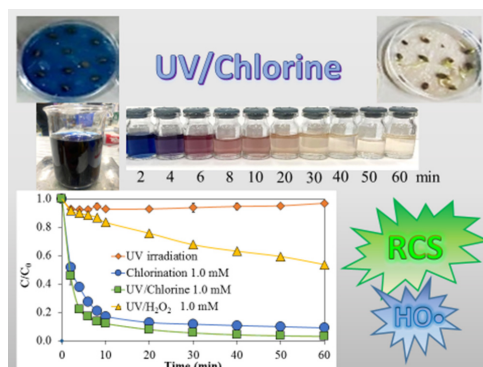 UV/Chlorine
2 4 6 8 10 20 30 40 50 60 min
1.0
0.8
0.6
0.4
0.2
0.0
C/C0
UV irradiation
Chlorination 1.0 mM
UV/Chlorine 1.0 mM
UV/H2O2 1.0 mM
0 10 20 30 40 50 60
Time (min)
RCS
HO•